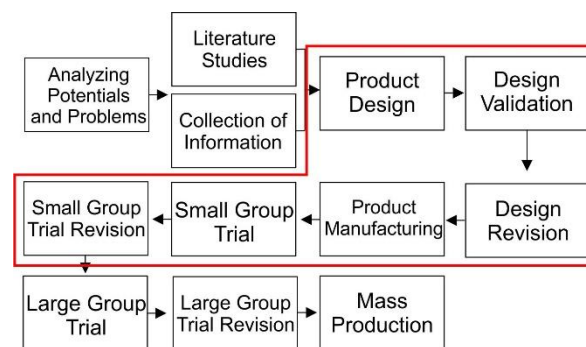 Analyzing
Potentials
and Problems
Literature
Studies
Collection of
Information
Product
Design
Design
Validation
Design
Revision
Product
Manufacturing
Small Group
Trial
Small Group
Trial Revision
Large Group
Trial
Large Group
Trial Revision
Mass
Production